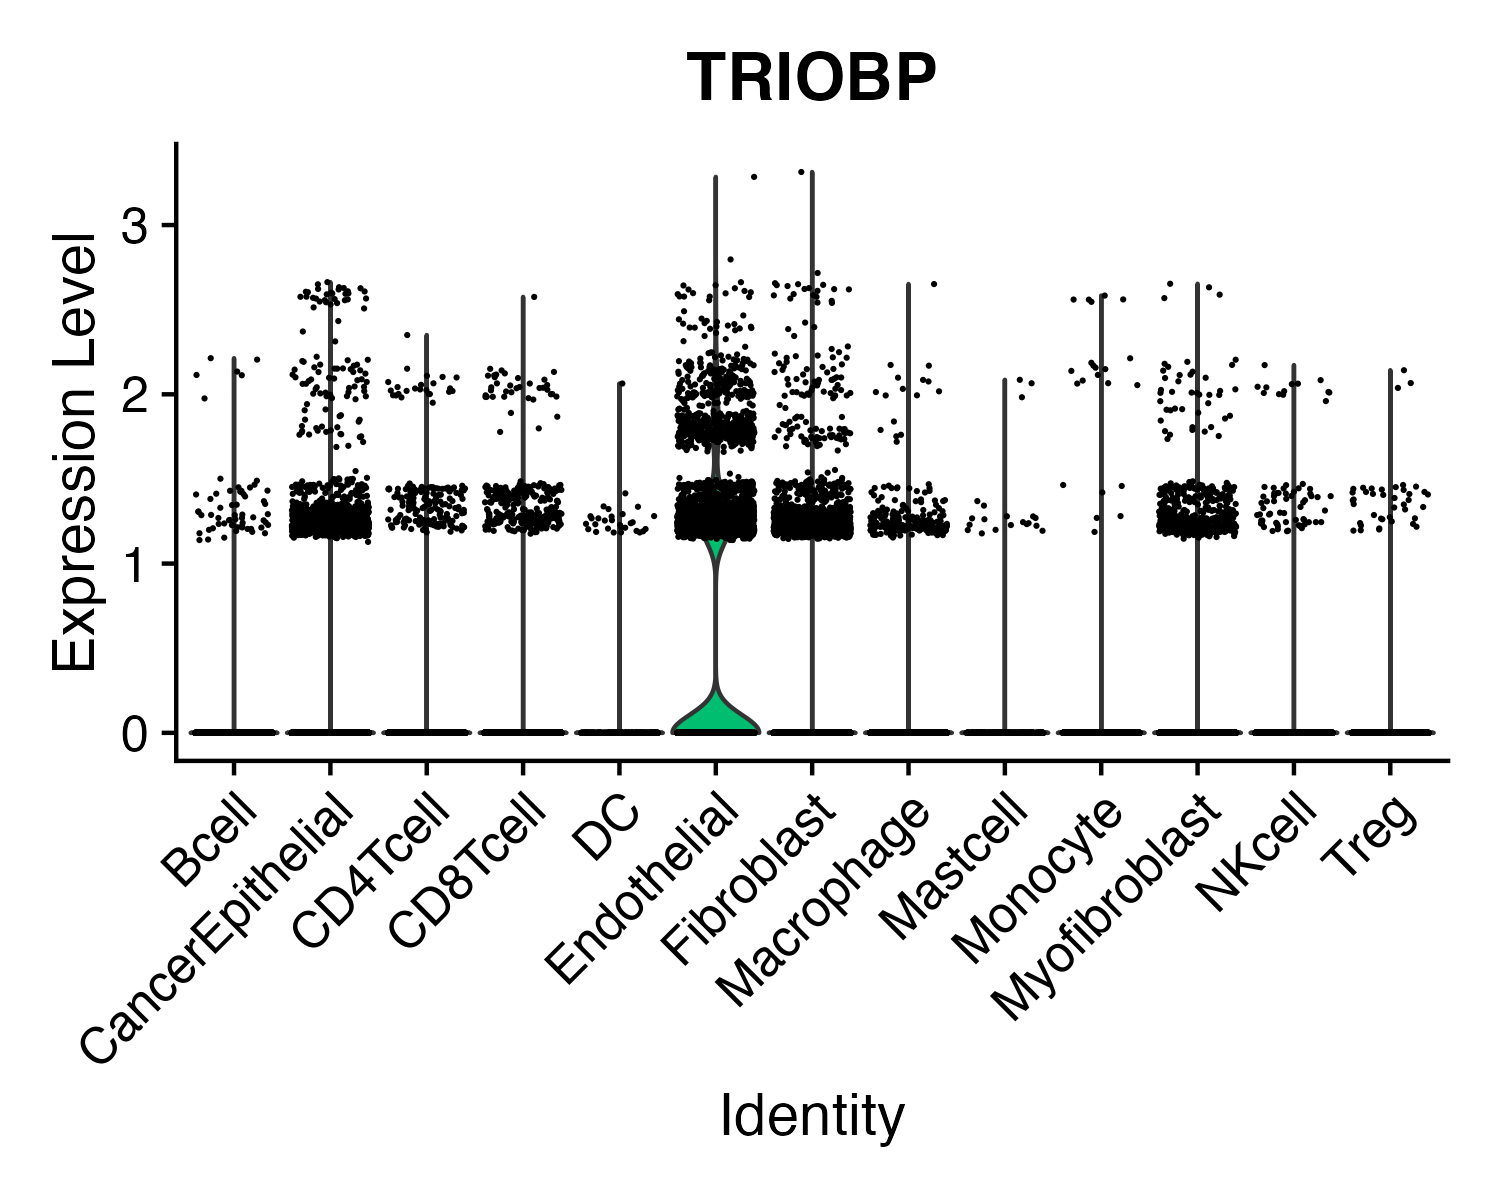 TRIOBP
Expression Level
3
2
1
0
Bcell
CancerEpithelial
CD4Tcell
CD8Tcell
DC
Endothelial
Fibroblast
Macrophage
Mastcell
Monocyte
Myofibroblast
NKcell
Treg
Identity